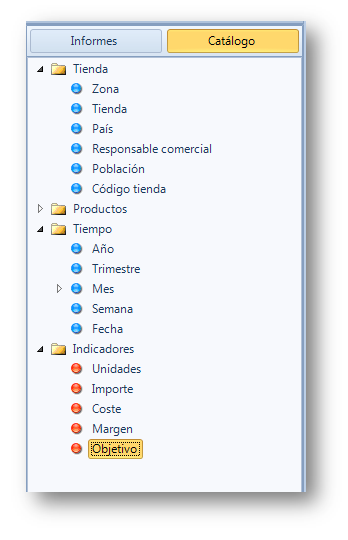 Informes Catálogo
Tienda
Zona
Tienda
País
Responsable comercial
Población
Código tienda
Productos
Tiempo
Año
Trimestre
Mes
Semana
Fecha
Indicadores
Unidades
Importe
Coste
Margen
Objetivo